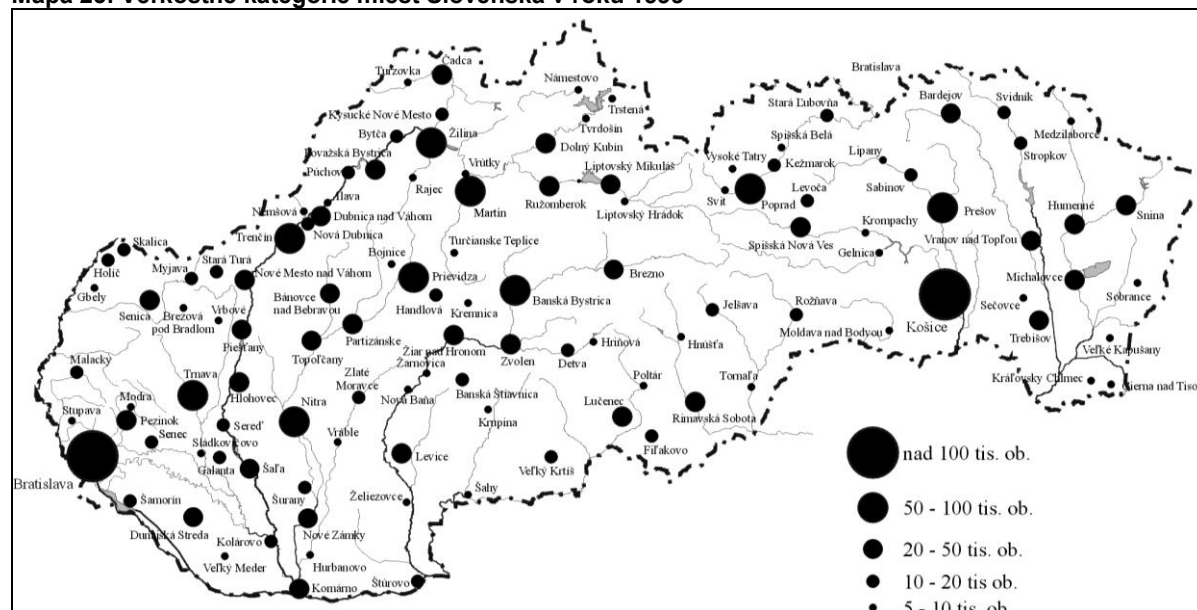 Čadca
Turzovka
Námestovo
Bratislava
Trstená
Stará Ľubovňa
Bardejov
Svidník
Kysucké Nové Mesto
Tvrdošín
Medzilaborce
Bytča
Žilina
Dolný Kubín
Spišská Belá
Stropkov
Považská Bystrica
Vrútky
Liptovský Mikuláš
Vysoké Tatry
Kežmarok
Lipany
Púchov
Rajec
Sabinov
Ilava
Martin
Ružomberok
Liptovský Hrádok
Svit
Poprad
Levoča
Prešov
Humenné
Snina
Nemšová
Dubnica nad Váhom
Nová Dubnica
Krompachy
Trenčín
Turčianske Teplice
Spišská Nová Ves
Vranov nad Topľou
Skalica
Bojnice
Gelnica
Holíč
Myjava
Stará Turá
Nové Mesto nad Váhom
Prievidza
Brezno
Michalovce
Gbely
Bánovce
nad Bebravou
Handlová
Banská Bystrica
Sobrance
Senica
Brezová
pod Bradlom
Vrbové
Kremnica
Jelšava
Rožňava
Sečovce
Košice
Piešťany
Partizánske
Moldava nad Bodvou
Trebišov
Topoľčany
Žiar nad Hronom
Zvolen
Hriňová
Hnúšťa
Veľké Kapušany
Malacky
Žarnovica
Detva
Trnava
Hlohovec
Zlaté
Moravce
Nová Baňa
Banská Štiavnica
Poltár
Tornaľa
Kráľovský Chlmec
Čierna nad Tisou
Modra
Stupava
Pezinok
Nitra
Krupina
Lučenec
Rimavská Sobota
Senec
Sereď
Vráble
Fiľakovo
Sládkovičovo
Galanta
Šaľa
Levice
Veľký Krtíš
nad 100 tis. ob.
Bratislava
Šamorín
Šurany
Želiezovce
Šahy
50 - 100 tis. ob.
Dunajská Streda
Kolárovo
Nové Zámky
20 - 50 tis. ob.
Veľký Meder
Hurbanovo
10 - 20 tis ob.
Komárno
Štúrovo
5 - 10 tis. ob.